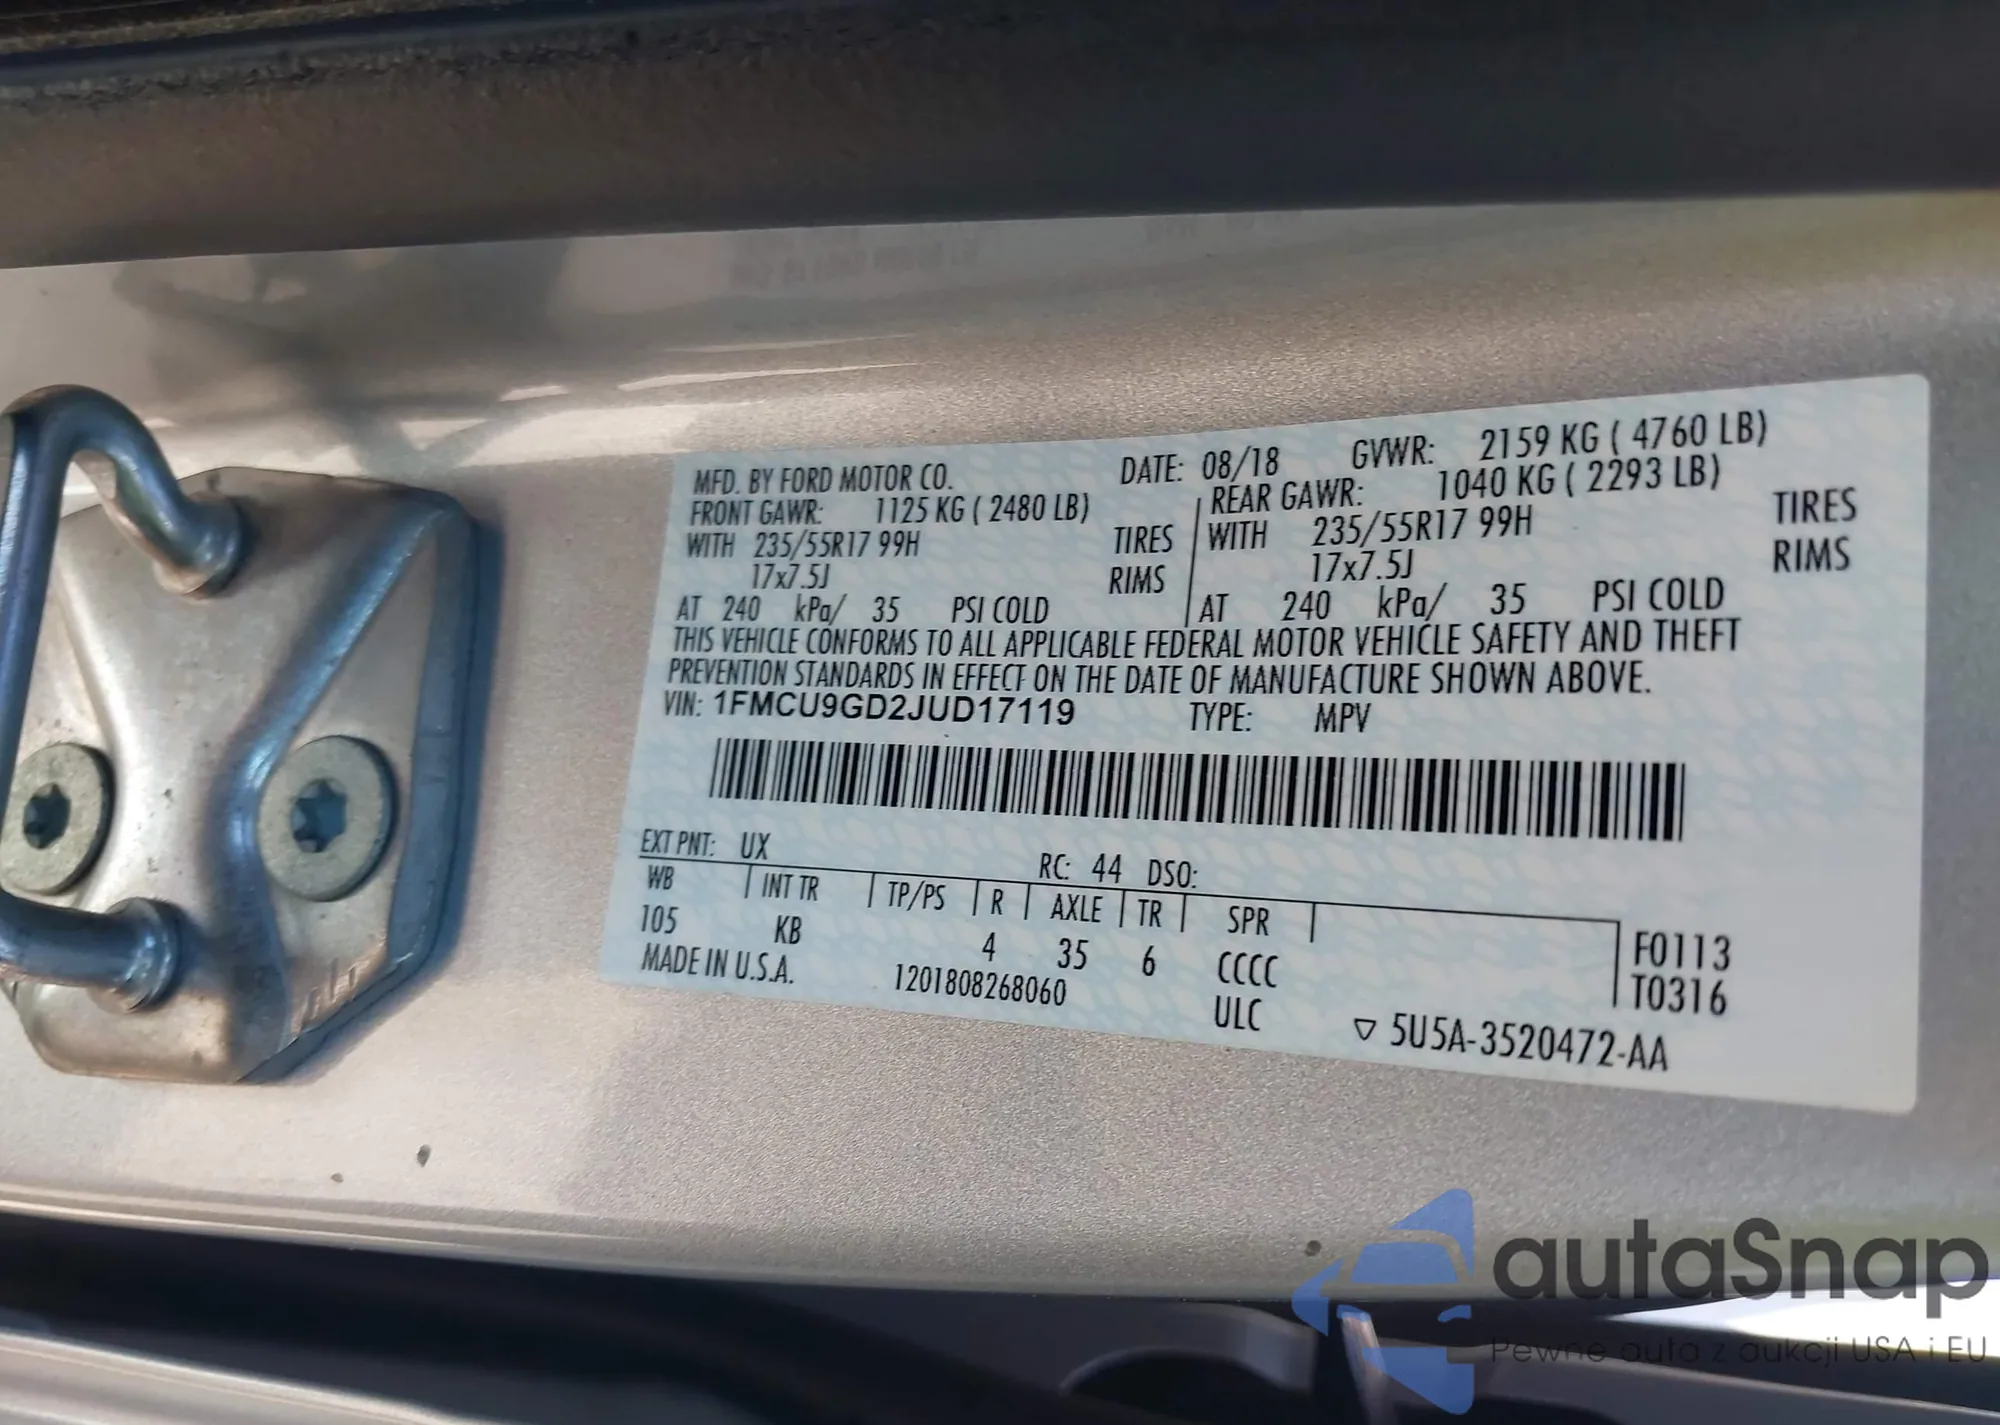 MFD. BY FORD MOTOR CO. DATE: 08/18 GVWR: 2159 KG ( 4760 LB)
FRONT GAWR: 1125 KG ( 2480 LB) REAR GAWR: 1040 KG ( 2293 LB)
WITH 235/55R17 99H TIRES WITH 235/55R17 99H TIRES
17x7.5J RIMS 17x7.5J RIMS
AT 240 kPa/ 35 PSI COLD AT 240 kPa/ 35 PSI COLD
THIS VEHICLE CONFORMS TO ALL APPLICABLE FEDERAL MOTOR VEHICLE SAFETY AND THEFT
PREVENTION STANDARDS IN EFFECT ON THE DATE OF MANUFACTURE SHOWN ABOVE.
VIN: 1FMCU9GD2JUD17119 TYPE: MPV
EXT PNT: UX RC: 44 DSO:
WB INT TR TP/PS R AXLE TR SPR
105 KB 4 35 6 CCCC F0113
MADE IN U.S.A. 1201808268060 ULC T0316
5U5A-3520472-AA
autaSnap
Pewne auta z aukcji USA i EU